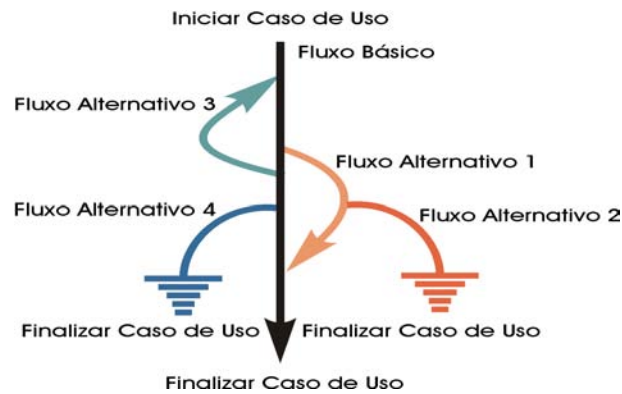 Iniciar Caso de Uso
Fluxo Básico
Fluxo Alternativo 3
Fluxo Alternativo 1
Fluxo Alternativo 4
Fluxo Alternativo 2
Finalizar Caso de Uso
Finalizar Caso de Uso
Finalizar Caso de Uso